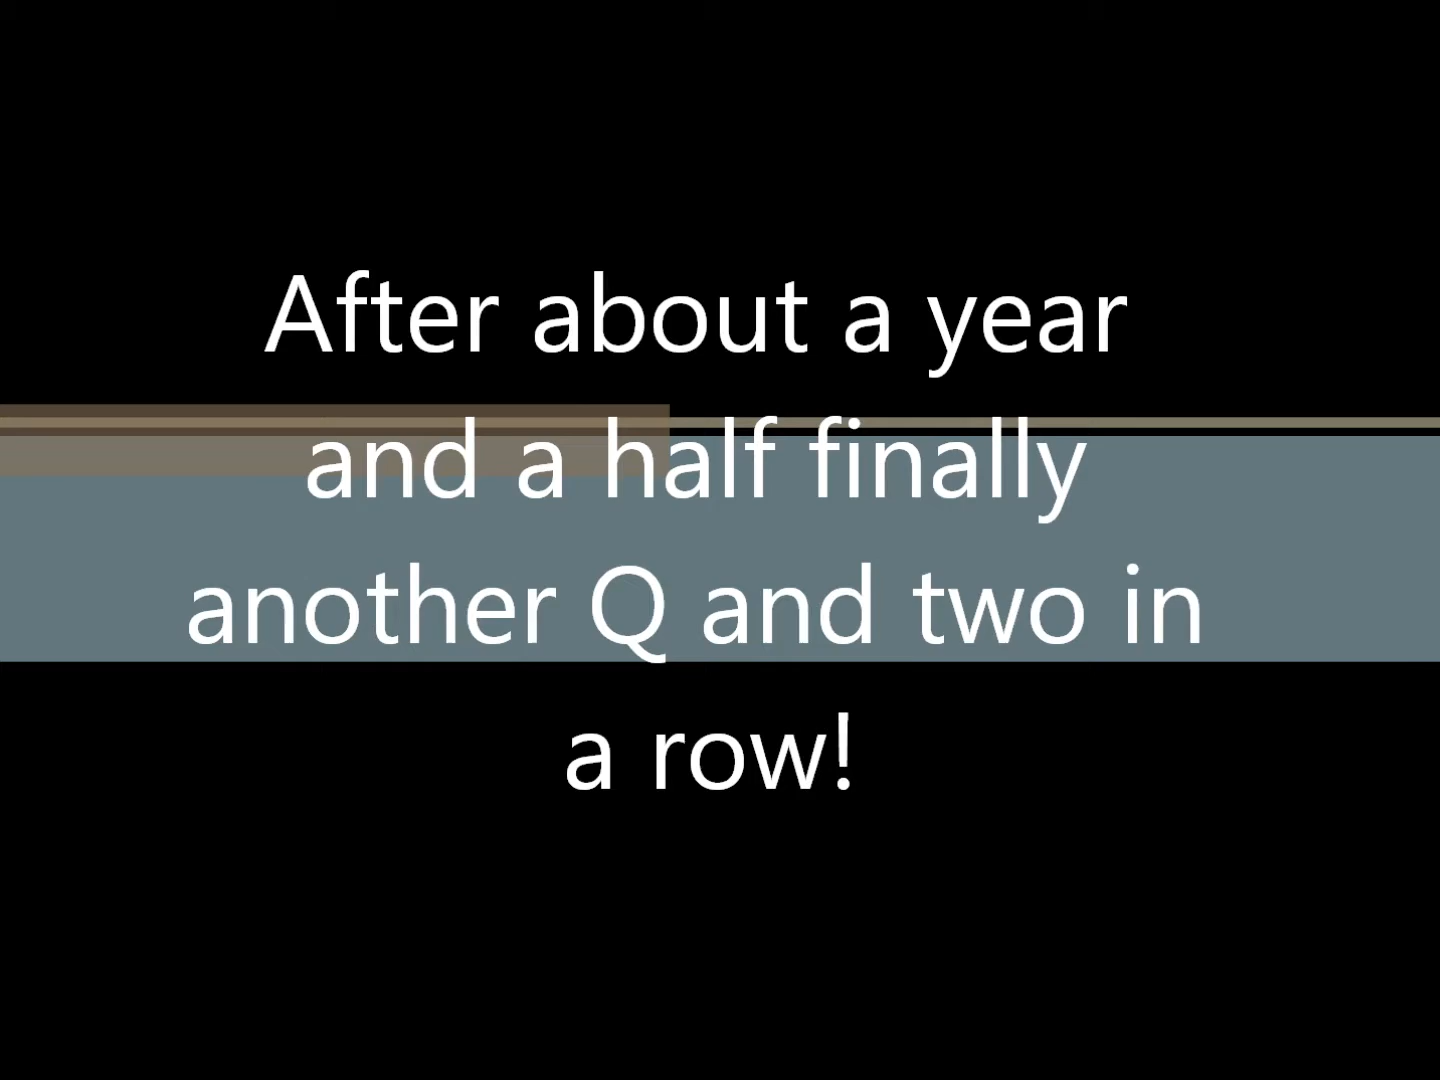 After about a year
and a half finally
another Q and two in
a row!